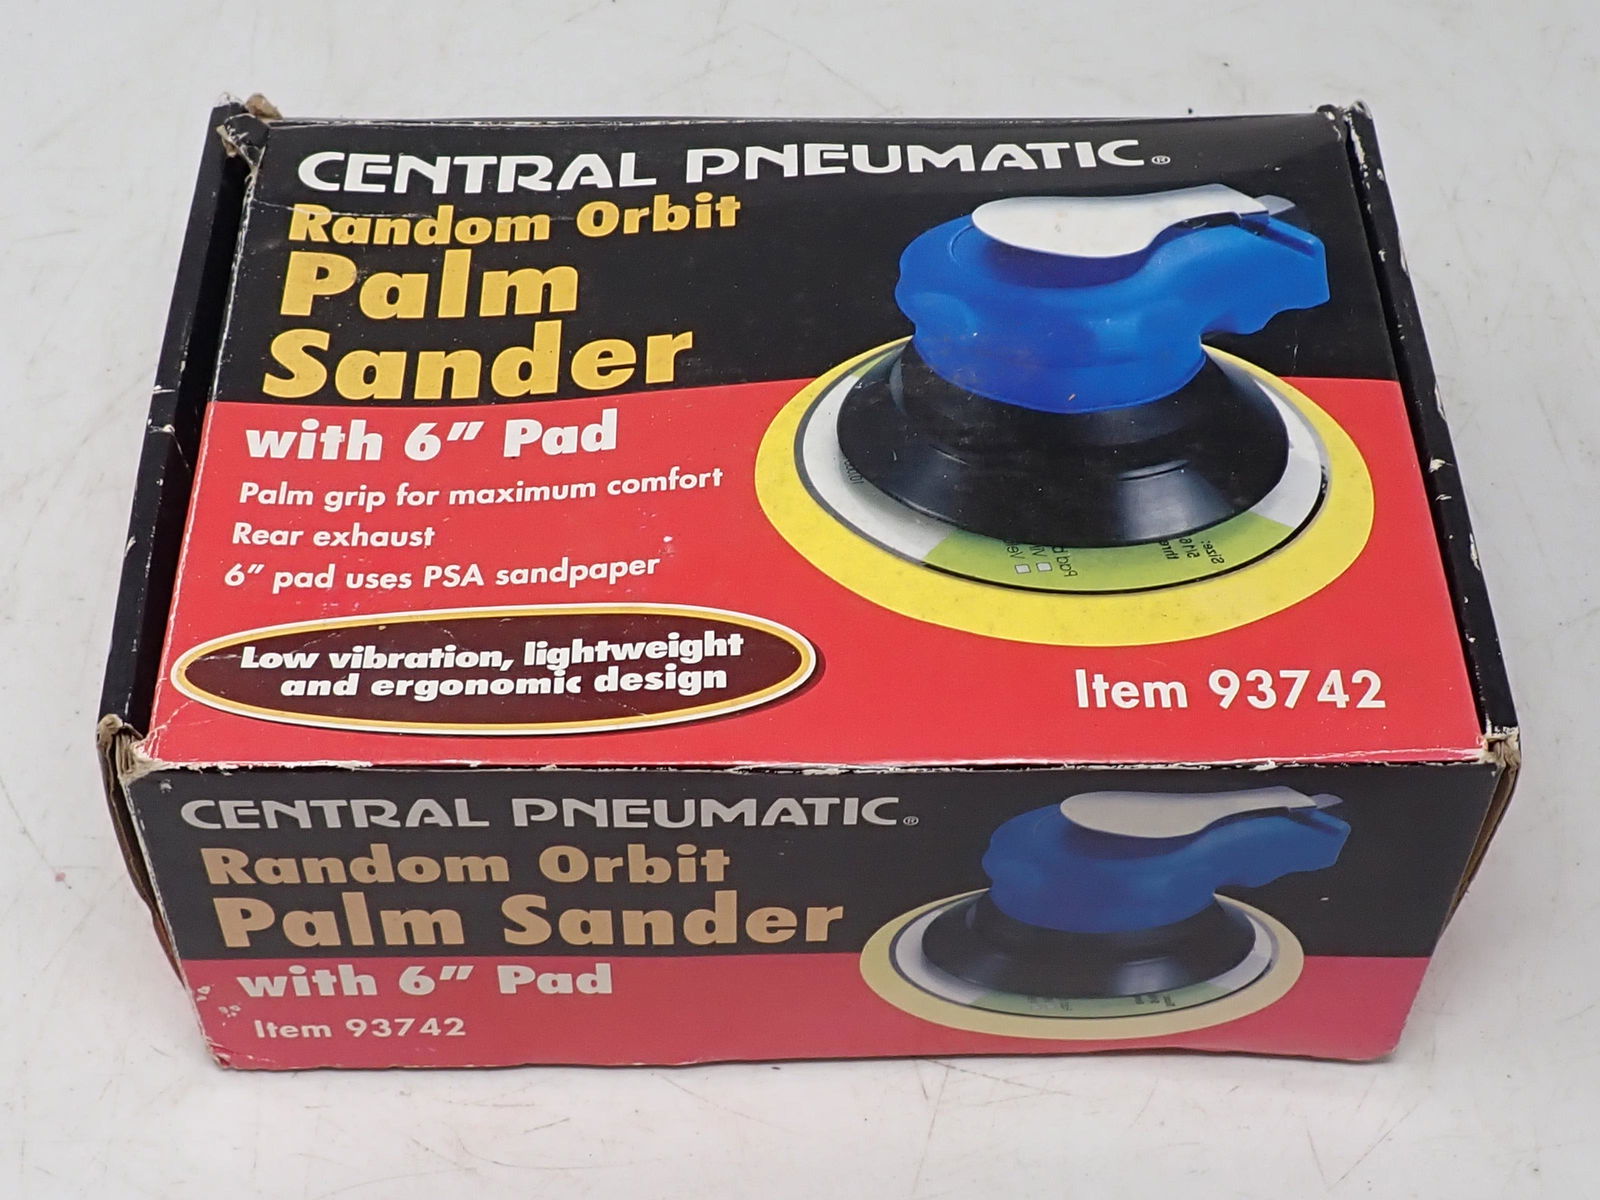 CENTRAL PNEUMATIC®
Random Orbit
Palm
Sander
with 6" Pad
Palm grip for maximum comfort
Rear exhaust
6" pad uses PSA sandpaper
Low vibration, lightweight
and ergonomic design
Item 93742
CENTRAL PNEUMATIC®
Random Orbit
Palm Sander
with 6" Pad
Item 93742